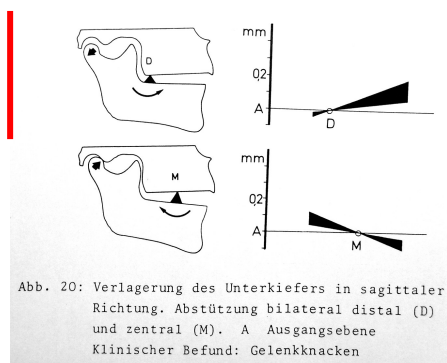 mm
D
0,2
A
D
mm
M
0,2
A
M
Abb. 20: Verlagerung des Unterkiefers in sagittaler
Richtung. Abstützung bilateral distal (D)
und zentral (M). A Ausgangsebene
Klinischer Befund: Gelenkknacken